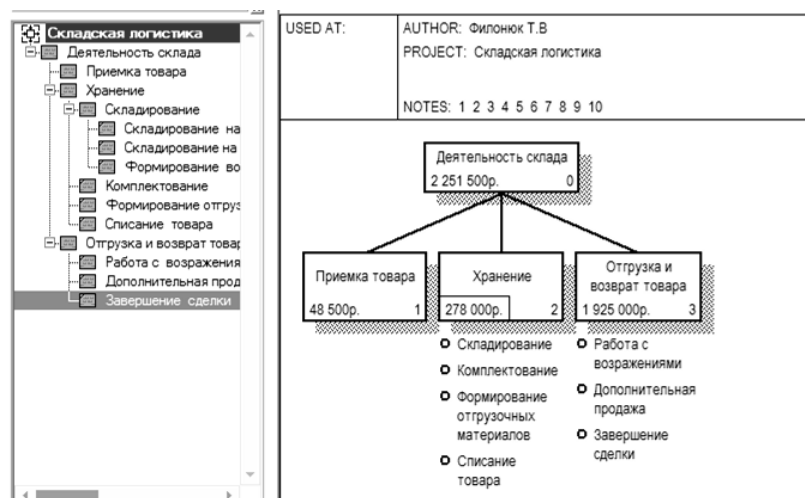 Складская логистика
Деятельность склада
Приемка товара
Хранение
Складирование
Складирование на
Складирование на
Формирование во
Комплектование
Формирование отгруз
Списание товара
Отгрузка и возврат товар
Работа с возражения
Дополнительная прод
Завершение сделки
USED AT:
AUTHOR: Филонюк Т.В
PROJECT: Складская логистика
NOTES: 1 2 3 4 5 6 7 8 9 10
Деятельность склада
2 251 500р. 0
Приемка товара
48 500р. 1
Хранение
278 000р. 2
Отгрузка и
возврат товара
1 925 000р. 3
Складирование
Комплектование
Формирование
отгрузочных
материалов
Списание
товара
Работа с
возражениями
Дополнительная
продажа
Завершение
сделки